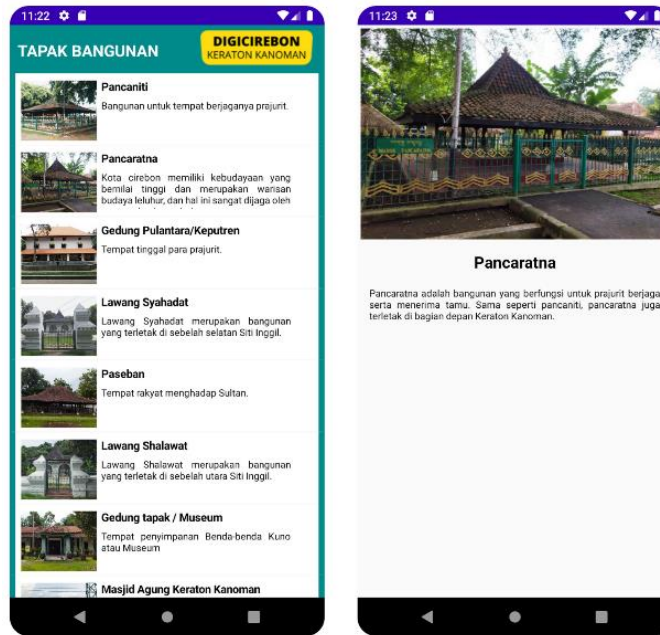 11:22
TAPAK BANGUNAN
DIGICIREBON
KERATON KANOMAN
Pancaniti
Bangunan untuk tempat berjaganya prajurit.
Pancaratna
Kota cirebon memiliki kebudayaan yang
bernilai tinggi dan merupakan warisan
budaya leluhur, dan hal ini sangat dijaga oleh
Gedung Pulantara/Keputren
Tempat tinggal para prajurit.
Lawang Syahadat
Lawang Syahadat merupakan bangunan
yang terletak di sebelah selatan Siti Inggil.
Paseban
Tempat rakyat menghadap Sultan.
Lawang Shalawat
Lawang Shalawat merupakan bangunan
yang terletak di sebelah utara Siti Inggil.
Gedung tapak / Museum
Tempat penyimpanan Benda-benda Kuno
atau Museum
Masjid Agung Keraton Kanoman
11:23
Pancaratna
Pancaratna adalah bangunan yang berfungsi untuk prajurit berjaga
serta menerima tamu. Sama seperti pancaniti, pancaratna juga
terletak di bagian depan Keraton Kanoman.